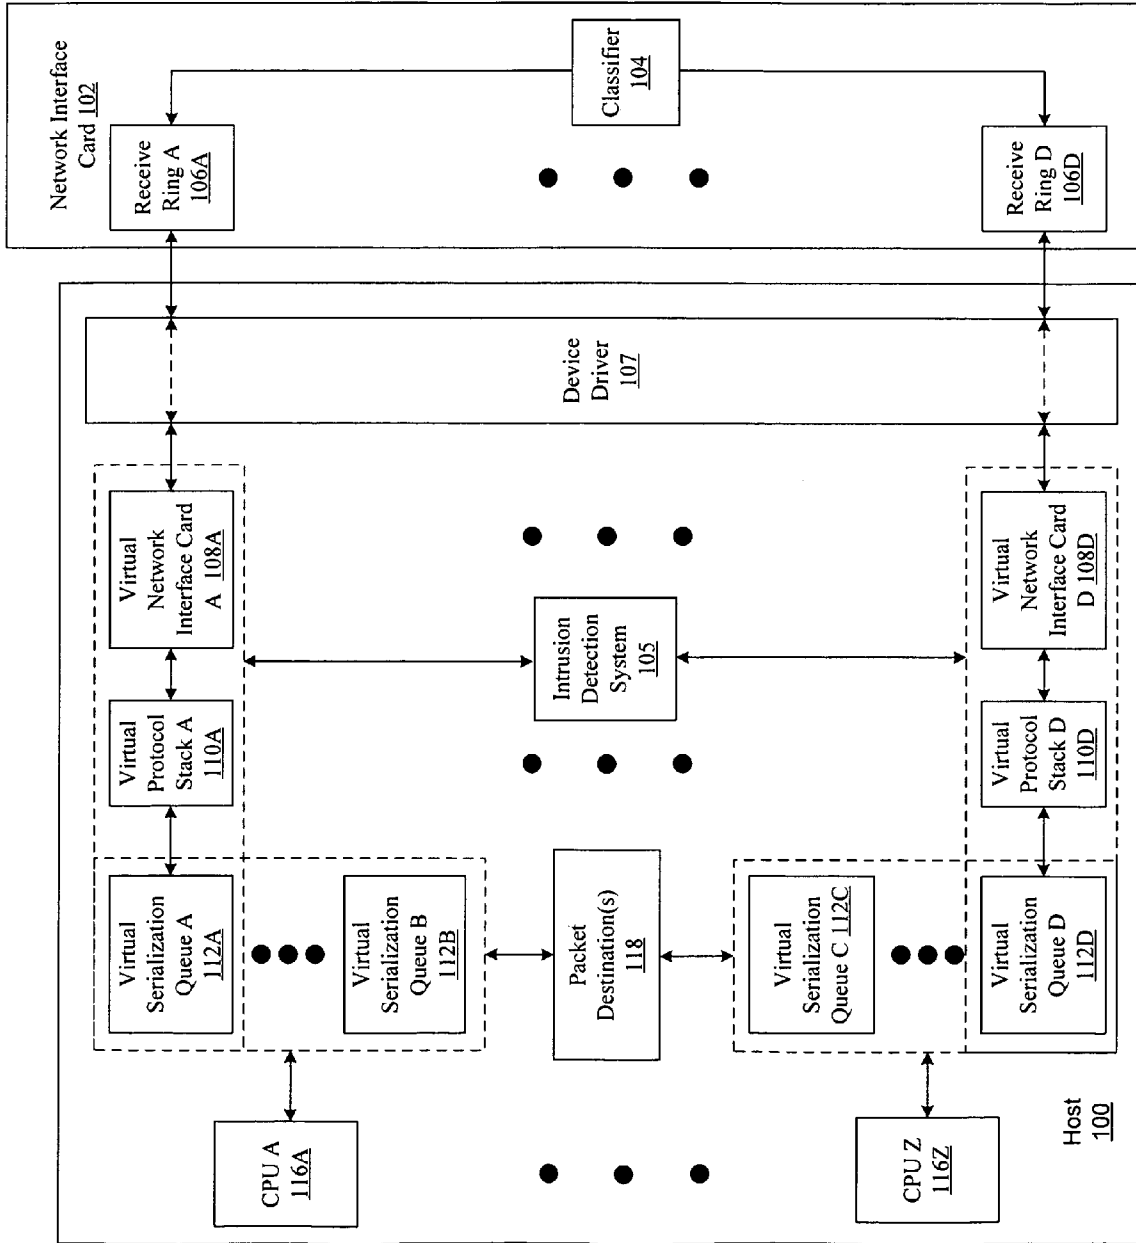 Network Interface
Card 102
Classifier
104
Receive
Ring A
106A
Receive
Ring D
106D
Device
Driver
107
Virtual
Network
Interface Card
A 108A
Virtual
Network
Interface Card
D 108D
Intrusion
Detection
System
105
Virtual
Protocol
Stack A
110A
Virtual
Protocol
Stack D
110D
Virtual
Serialization
Queue A
112A
Virtual
Serialization
Queue B
112B
Packet
Destination(s)
118
Virtual
Serialization
Queue C 112C
Virtual
Serialization
Queue D
112D
CPU A
116A
CPU Z
116Z
Host
100